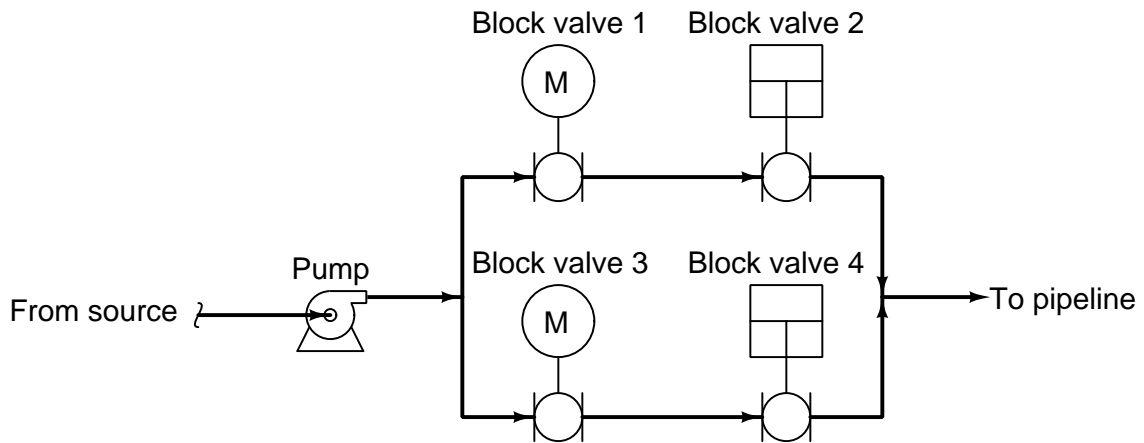 Block valve 1
Block valve 2
M
Pump
Block valve 3
Block valve 4
From source
To pipeline
M